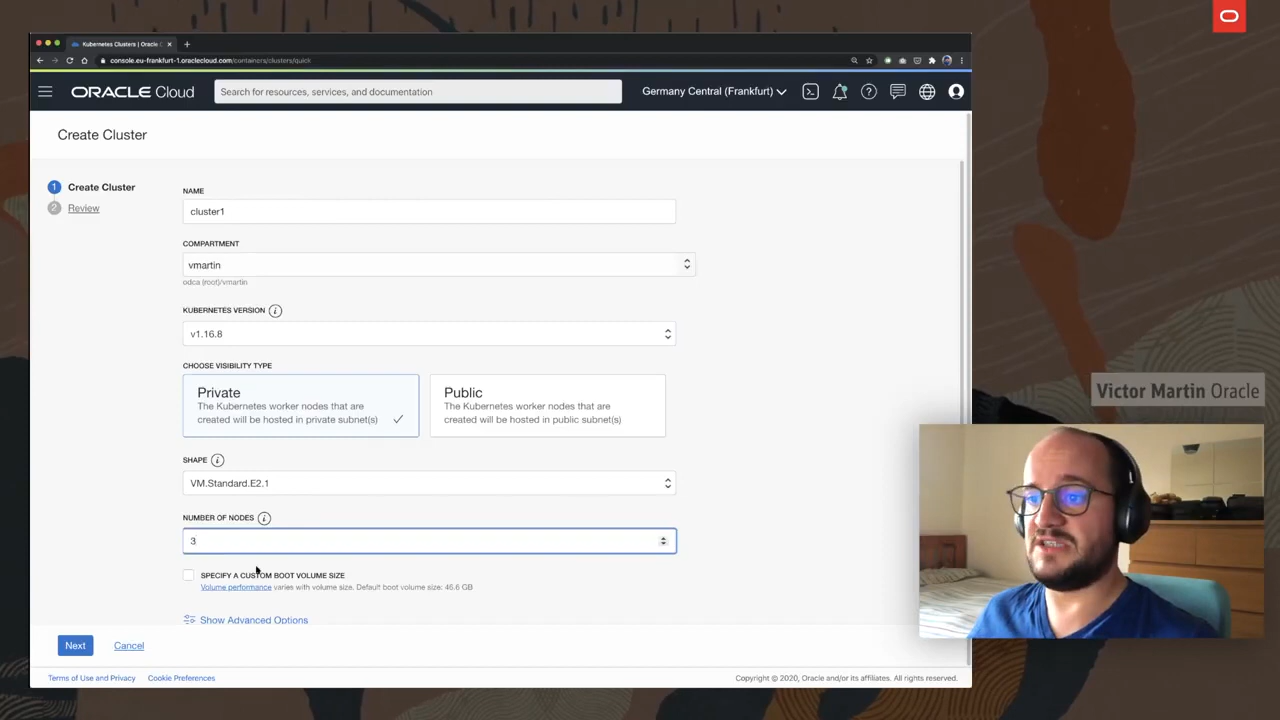 Kubernetes Clusters | Oracle C
console.eu-frankfurt-1.oraclecloud.com/containers/clusters/quick
ORACLE Cloud
Search for resources, services, and documentation
Germany Central (Frankfurt)
Create Cluster
1 Create Cluster
2 Review
NAME
cluster1
COMPARTMENT
vmartin
odca (root)/vmartin
KUBERNETES VERSION
v1.16.8
CHOOSE VISIBILITY TYPE
Private
The Kubernetes worker nodes that are
created will be hosted in private subnet(s)
Public
The Kubernetes worker nodes that are
created will be hosted in public subnet(s)
SHAPE
VM.Standard.E2.1
NUMBER OF NODES
3
SPECIFY A CUSTOM BOOT VOLUME SIZE
Volume performance varies with volume size. Default boot volume size: 46.6 GB
Show Advanced Options
Next
Cancel
Terms of Use and Privacy
Cookie Preferences
Copyright © 2020, Oracle and/or its affiliates. All rights reserved.
Victor Martin Oracle